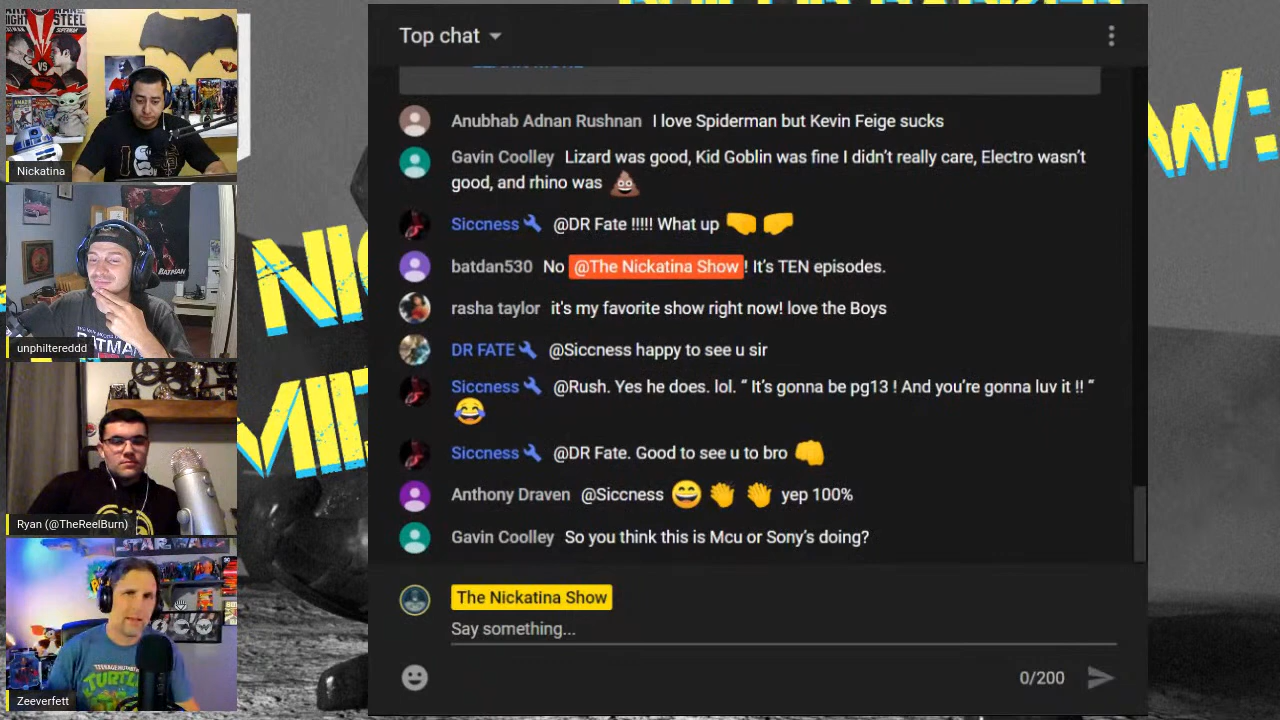 Top chat
Anubhab Adnan Rushnan I love Spiderman but Kevin Feige sucks
Gavin Coolley Lizard was good, Kid Goblin was fine I didn't really care, Electro wasn't
good, and rhino was 💩
Siccness @DR Fate !!!!! What up 🤜 🤛
batdan530 No @The Nickatina Show ! It's TEN episodes.
rasha taylor it's my favorite show right now! love the Boys
DR FATE @Siccness happy to see u sir
Siccness @Rush. Yes he does. lol. “ It's gonna be pg13 ! And you're gonna luv it !! “
😂
Siccness @DR Fate. Good to see u to bro 👊
Anthony Draven @Siccness 😄 👏 👏 yep 100%
Gavin Coolley So you think this is Mcu or Sony's doing?
The Nickatina Show
Say something...
0/200
Nickatina
unphiltereddd
Ryan (@TheReelBurn)
Zeeverfett
STEEL
VS
BATMAN
TURTL